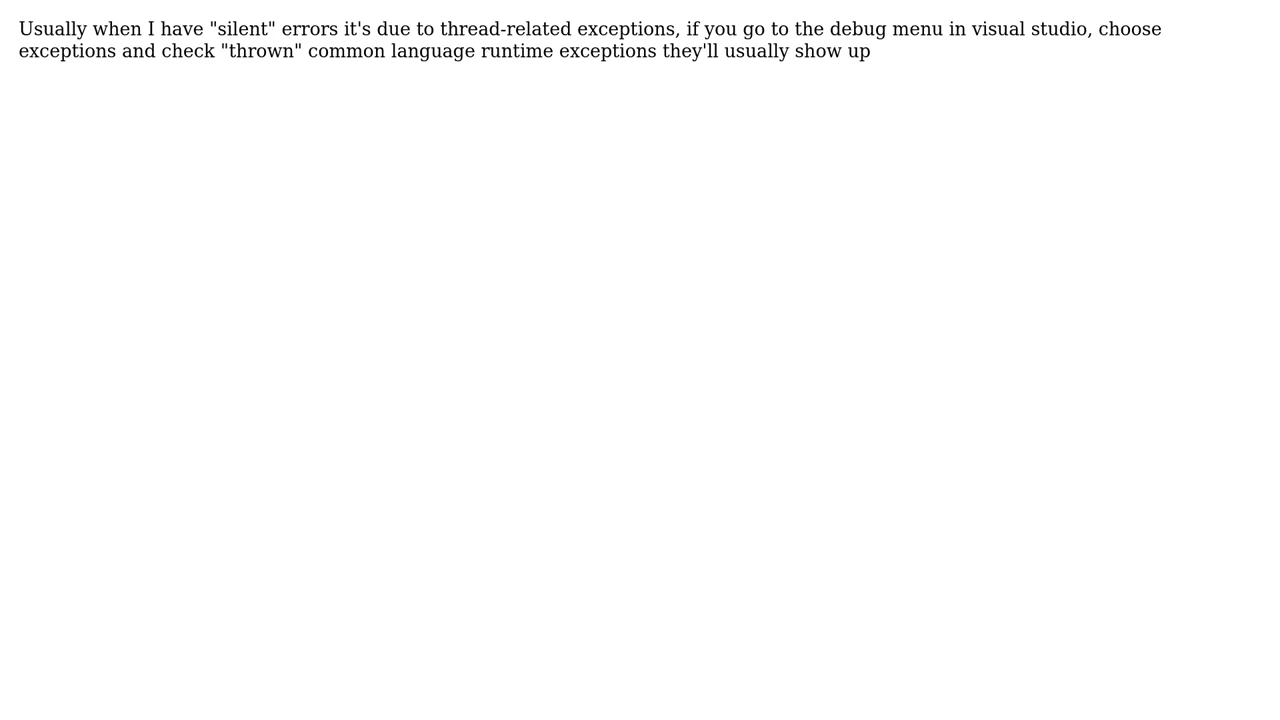 Usually when I have "silent" errors it's due to thread-related exceptions, if you go to the debug menu in visual studio, choose
exceptions and check "thrown" common language runtime exceptions they'll usually show up